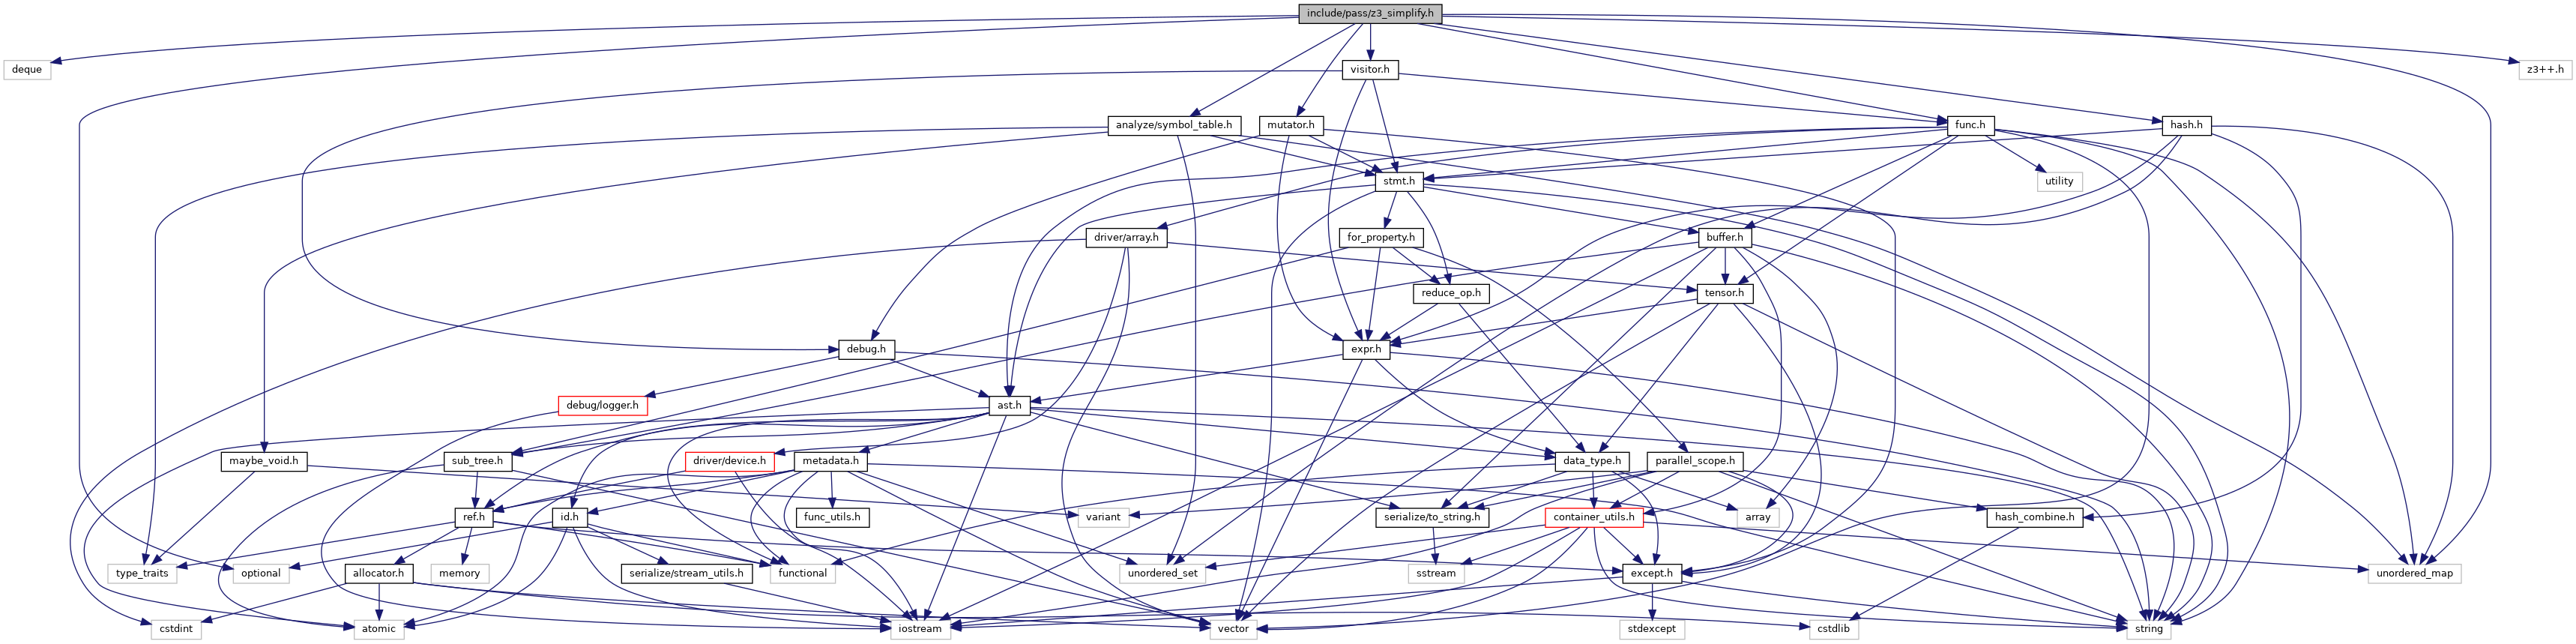 include/pass/z3_simplify.h
deque
visitor.h
z3++.h
analyze/symbol_table.h
mutator.h
func.h
hash.h
stmt.h
utility
driver/array.h
for_property.h
buffer.h
reduce_op.h
tensor.h
debug.h
expr.h
debug/logger.h
ast.h
maybe_void.h
sub_tree.h
driver/device.h
metadata.h
data_type.h
parallel_scope.h
ref.h
id.h
func_utils.h
variant
serialize/to_string.h
container_utils.h
array
hash_combine.h
type_traits
optional
allocator.h
memory
serialize/stream_utils.h
functional
unordered_set
sstream
except.h
unordered_map
cstdint
atomic
iostream
vector
stdexcept
cstdlib
string